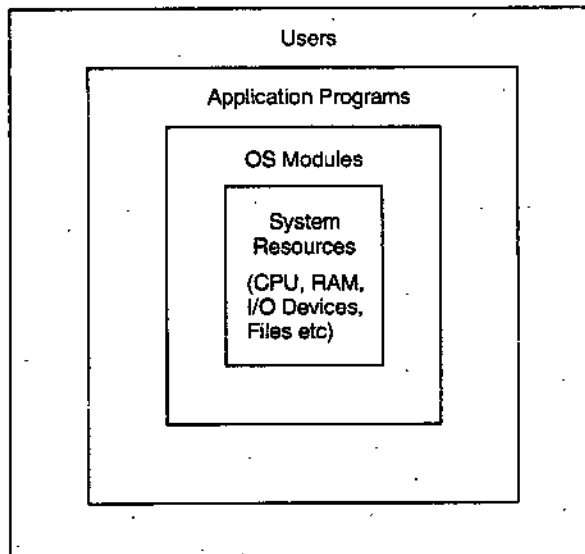 Users
Application Programs
OS Modules
System
Resources
(CPU, RAM,
I/O Devices,
Files etc)